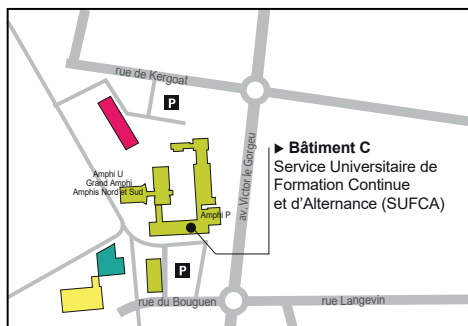 rue de Kergoat
P
► Bâtiment C
Service Universitaire de
Formation Continue
et d'Alternance (SUFCA)
av. Victor le Gorgeu
Amphi U
Grand Amphi
Amphis Nord et Sud
Amphi P
P
rue du Bouguen
rue Langevin